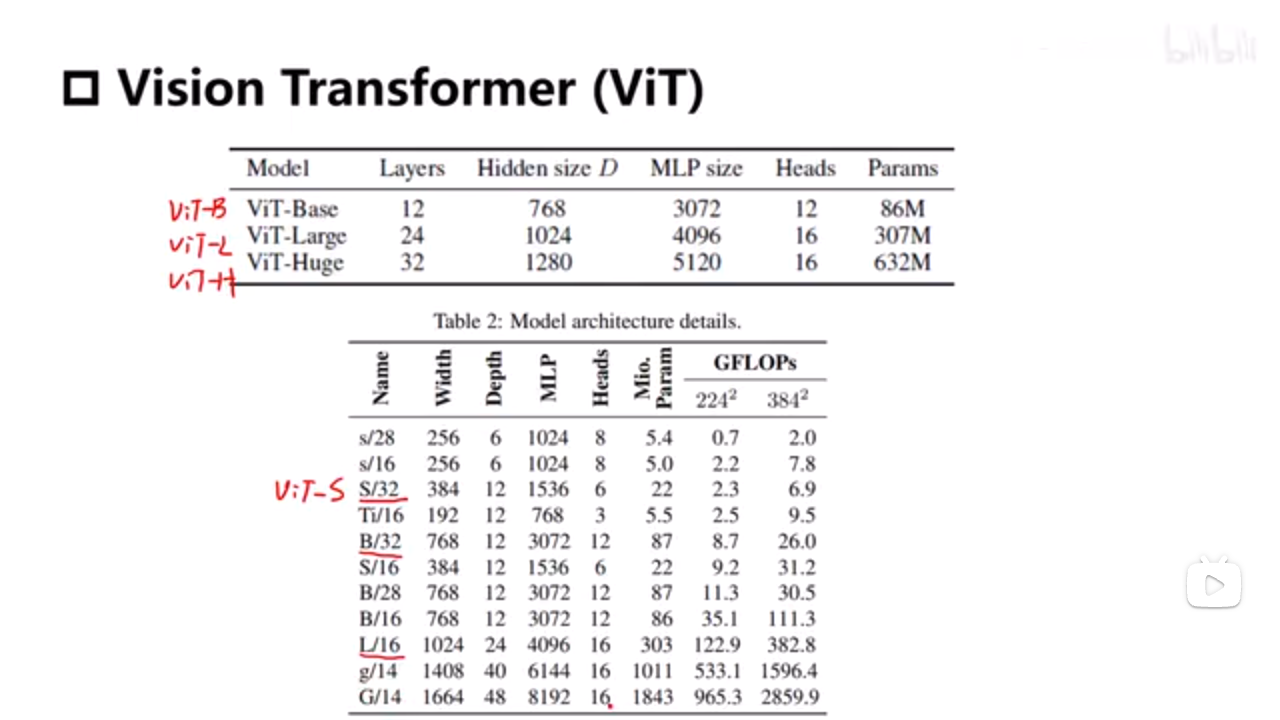 bilibili
Vision Transformer (ViT)
Model Layers Hidden size D MLP size Heads Params
ViT-B ViT-Base 12 768 3072 12 86M
ViT-L ViT-Large 24 1024 4096 16 307M
ViT-H ViT-Huge 32 1280 5120 16 632M
Table 2: Model architecture details.
Name Width Depth MLP Heads Mio. Param GFLOPs
224² 384²
s/28 256 6 1024 8 5.4 0.7 2.0
s/16 256 6 1024 8 5.0 2.2 7.8
ViT-S S/32 384 12 1536 6 22 2.3 6.9
Ti/16 192 12 768 3 5.5 2.5 9.5
B/32 768 12 3072 12 87 8.7 26.0
S/16 384 12 1536 6 22 9.2 31.2
B/28 768 12 3072 12 87 11.3 30.5
B/16 768 12 3072 12 86 35.1 111.3
L/16 1024 24 4096 16 303 122.9 382.8
g/14 1408 40 6144 16 1011 533.1 1596.4
G/14 1664 48 8192 16 1843 965.3 2859.9